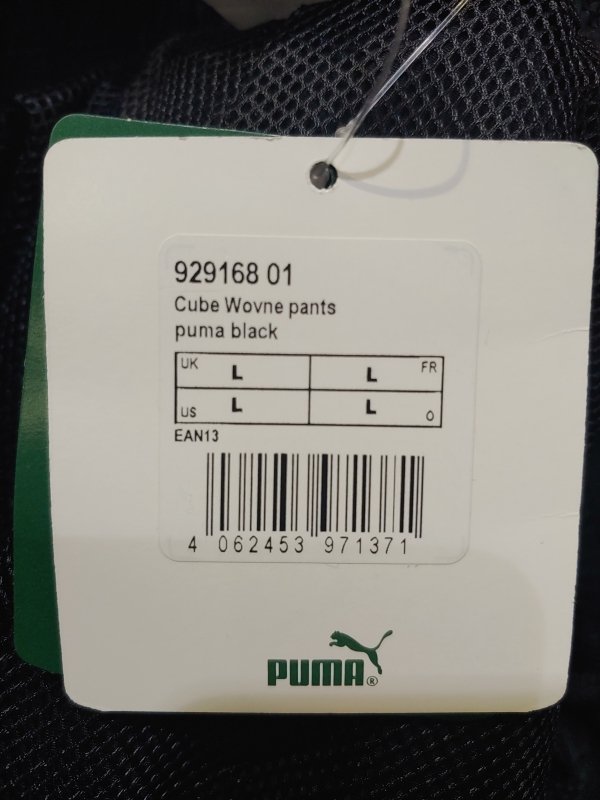 929168 01
Cube Wovne pants
puma black
UK L L FR
US L L O
EAN13
4 062453 971371
PUMA®